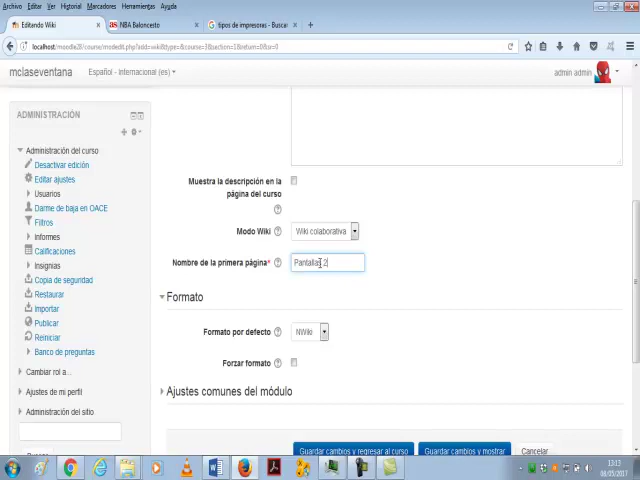 Archivo Editar Ver Historial Marcadores Herramientas Ayuda
Editando Wiki × NBA Baloncesto × tipos de impresoras - Buscar × +
localhost/moodle28/course/modedit.php?add=wiki&type=&course=3&section=1&return=0&sr=0
mclaseventana Español - Internacional (es) admin admin
ADMINISTRACIÓN
Administración del curso
Desactivar edición
Editar ajustes
Usuarios
Darme de baja en OACE
Filtros
Informes
Calificaciones
Insignias
Copia de seguridad
Restaurar
Importar
Publicar
Reiniciar
Banco de preguntas
Cambiar rol a...
Ajustes de mi perfil
Administración del sitio
Muestra la descripción en la
página del curso
Modo Wiki Wiki colaborativa
Nombre de la primera página* Pantallas 2
Formato
Formato por defecto NWiki
Forzar formato
Ajustes comunes del módulo
Guardar cambios y regresar al curso Guardar cambios y mostrar Cancelar
13:13
08/05/2017